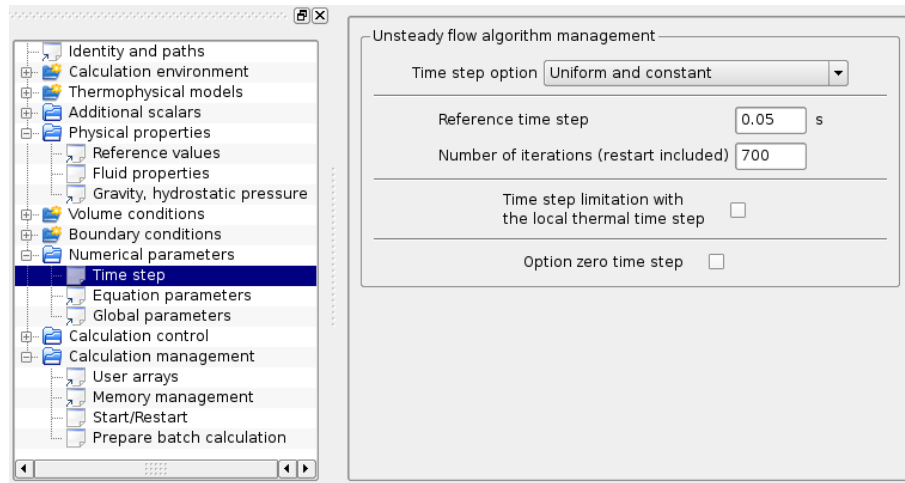 Identity and paths
Calculation environment
Thermophysical models
Additional scalars
Physical properties
Reference values
Fluid properties
Gravity, hydrostatic pressure
Volume conditions
Boundary conditions
Numerical parameters
Time step
Equation parameters
Global parameters
Calculation control
Calculation management
User arrays
Memory management
Start/Restart
Prepare batch calculation
Unsteady flow algorithm management
Time step option Uniform and constant
Reference time step 0.05 s
Number of iterations (restart included) 700
Time step limitation with
the local thermal time step
Option zero time step